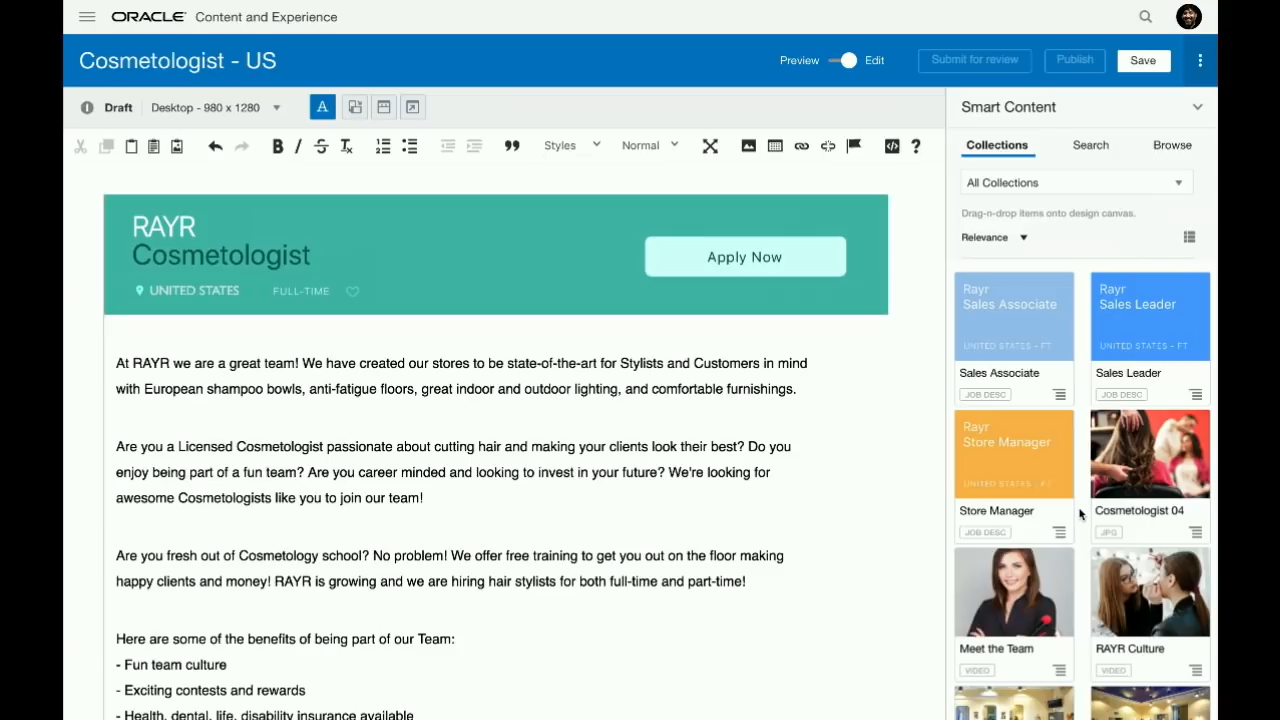 ORACLE Content and Experience
Cosmetologist - US
Preview
Edit
Submit for review
Publish
Save
Draft
Desktop - 980 x 1280
A
Styles
Normal
RAYR
Cosmetologist
UNITED STATES
FULL-TIME
Apply Now
At RAYR we are a great team! We have created our stores to be state-of-the-art for Stylists and Customers in mind
with European shampoo bowls, anti-fatigue floors, great indoor and outdoor lighting, and comfortable furnishings.
Are you a Licensed Cosmetologist passionate about cutting hair and making your clients look their best? Do you
enjoy being part of a fun team? Are you career minded and looking to invest in your future? We're looking for
awesome Cosmetologists like you to join our team!
Are you fresh out of Cosmetology school? No problem! We offer free training to get you out on the floor making
happy clients and money! RAYR is growing and we are hiring hair stylists for both full-time and part-time!
Here are some of the benefits of being part of our Team:
- Fun team culture
- Exciting contests and rewards
- Health, dental, life, disability insurance available
Smart Content
Collections
Search
Browse
All Collections
Drag-n-drop items onto design canvas.
Relevance
Rayr
Sales Associate
UNITED STATES - FT
Sales Associate
JOB DESC
Rayr
Sales Leader
UNITED STATES - FT
Sales Leader
JOB DESC
Rayr
Store Manager
UNITED STATES - FT
Store Manager
JOB DESC
Cosmetologist 04
JPG
Meet the Team
VIDEO
RAYR Culture
VIDEO